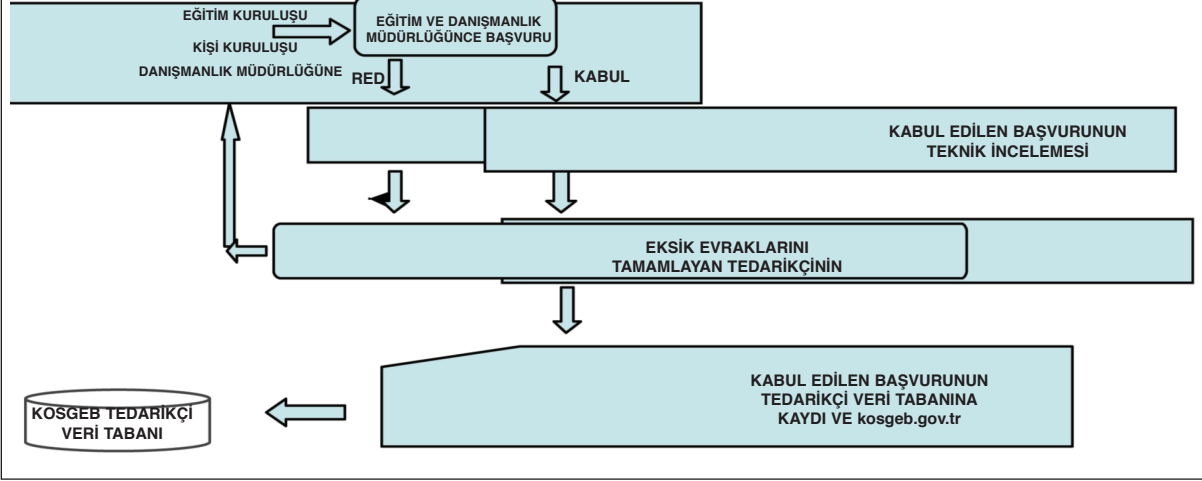 EĞİTİM KURULUŞU
KİŞİ KURULUŞU
DANIŞMANLIK MÜDÜRLÜĞÜNE
EĞİTİM VE DANIŞMANLIK
MÜDÜRLÜĞÜNCE BAŞVURU
RED
KABUL
KABUL EDİLEN BAŞVURUNUN
TEKNİK İNCELEMESİ
EKSİK EVRAKLARINI
TAMAMLAYAN TEDARİKÇİNİN
KABUL EDİLEN BAŞVURUNUN
TEDARİKÇİ VERİ TABANINA
KAYDI VE kosgeb.gov.tr
KOSGEB TEDARİKÇİ
VERİ TABANI